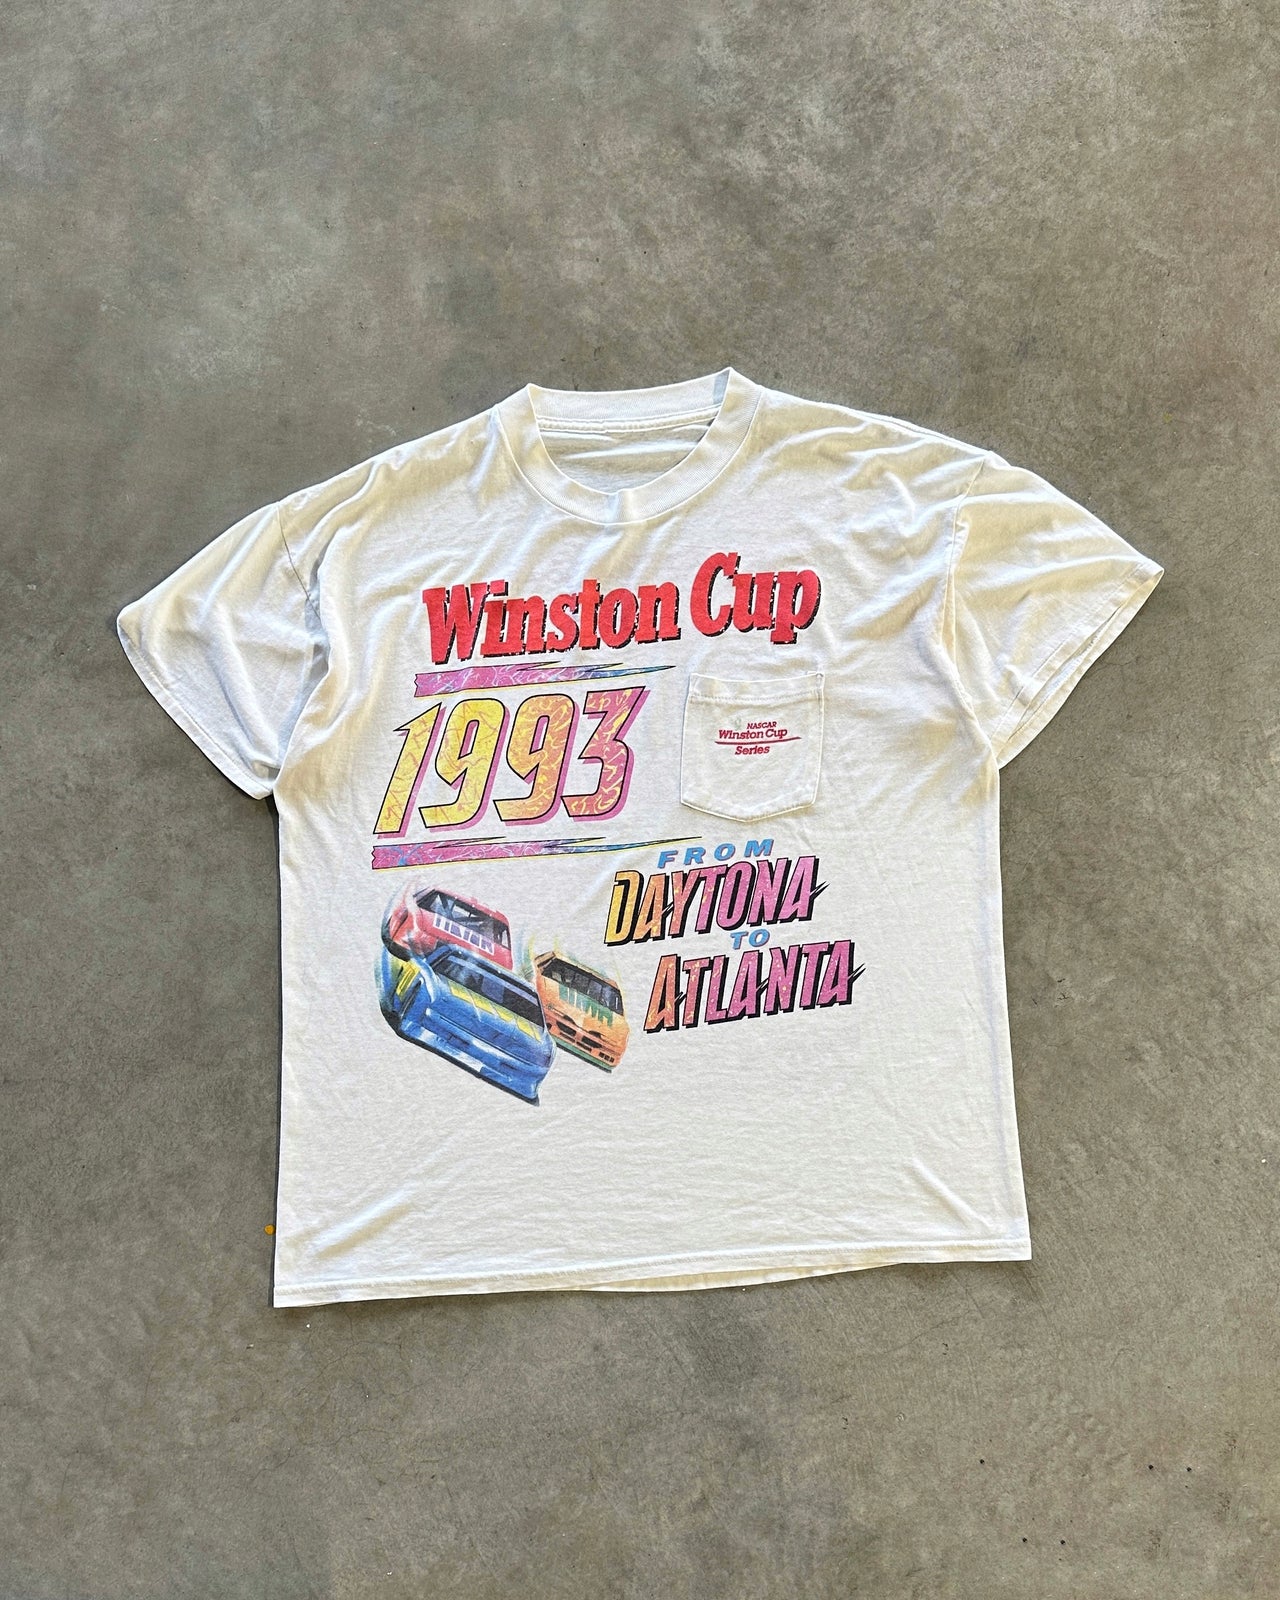 Winston Cup
1993
NASCAR
Winston Cup
Series
FROM
DAYTONA
TO
ATLANTA